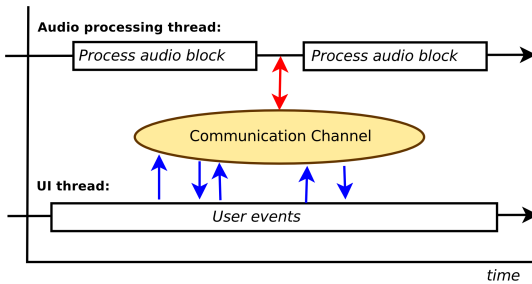 Audio processing thread:
Process audio block
Process audio block
Communication Channel
UI thread:
User events
time